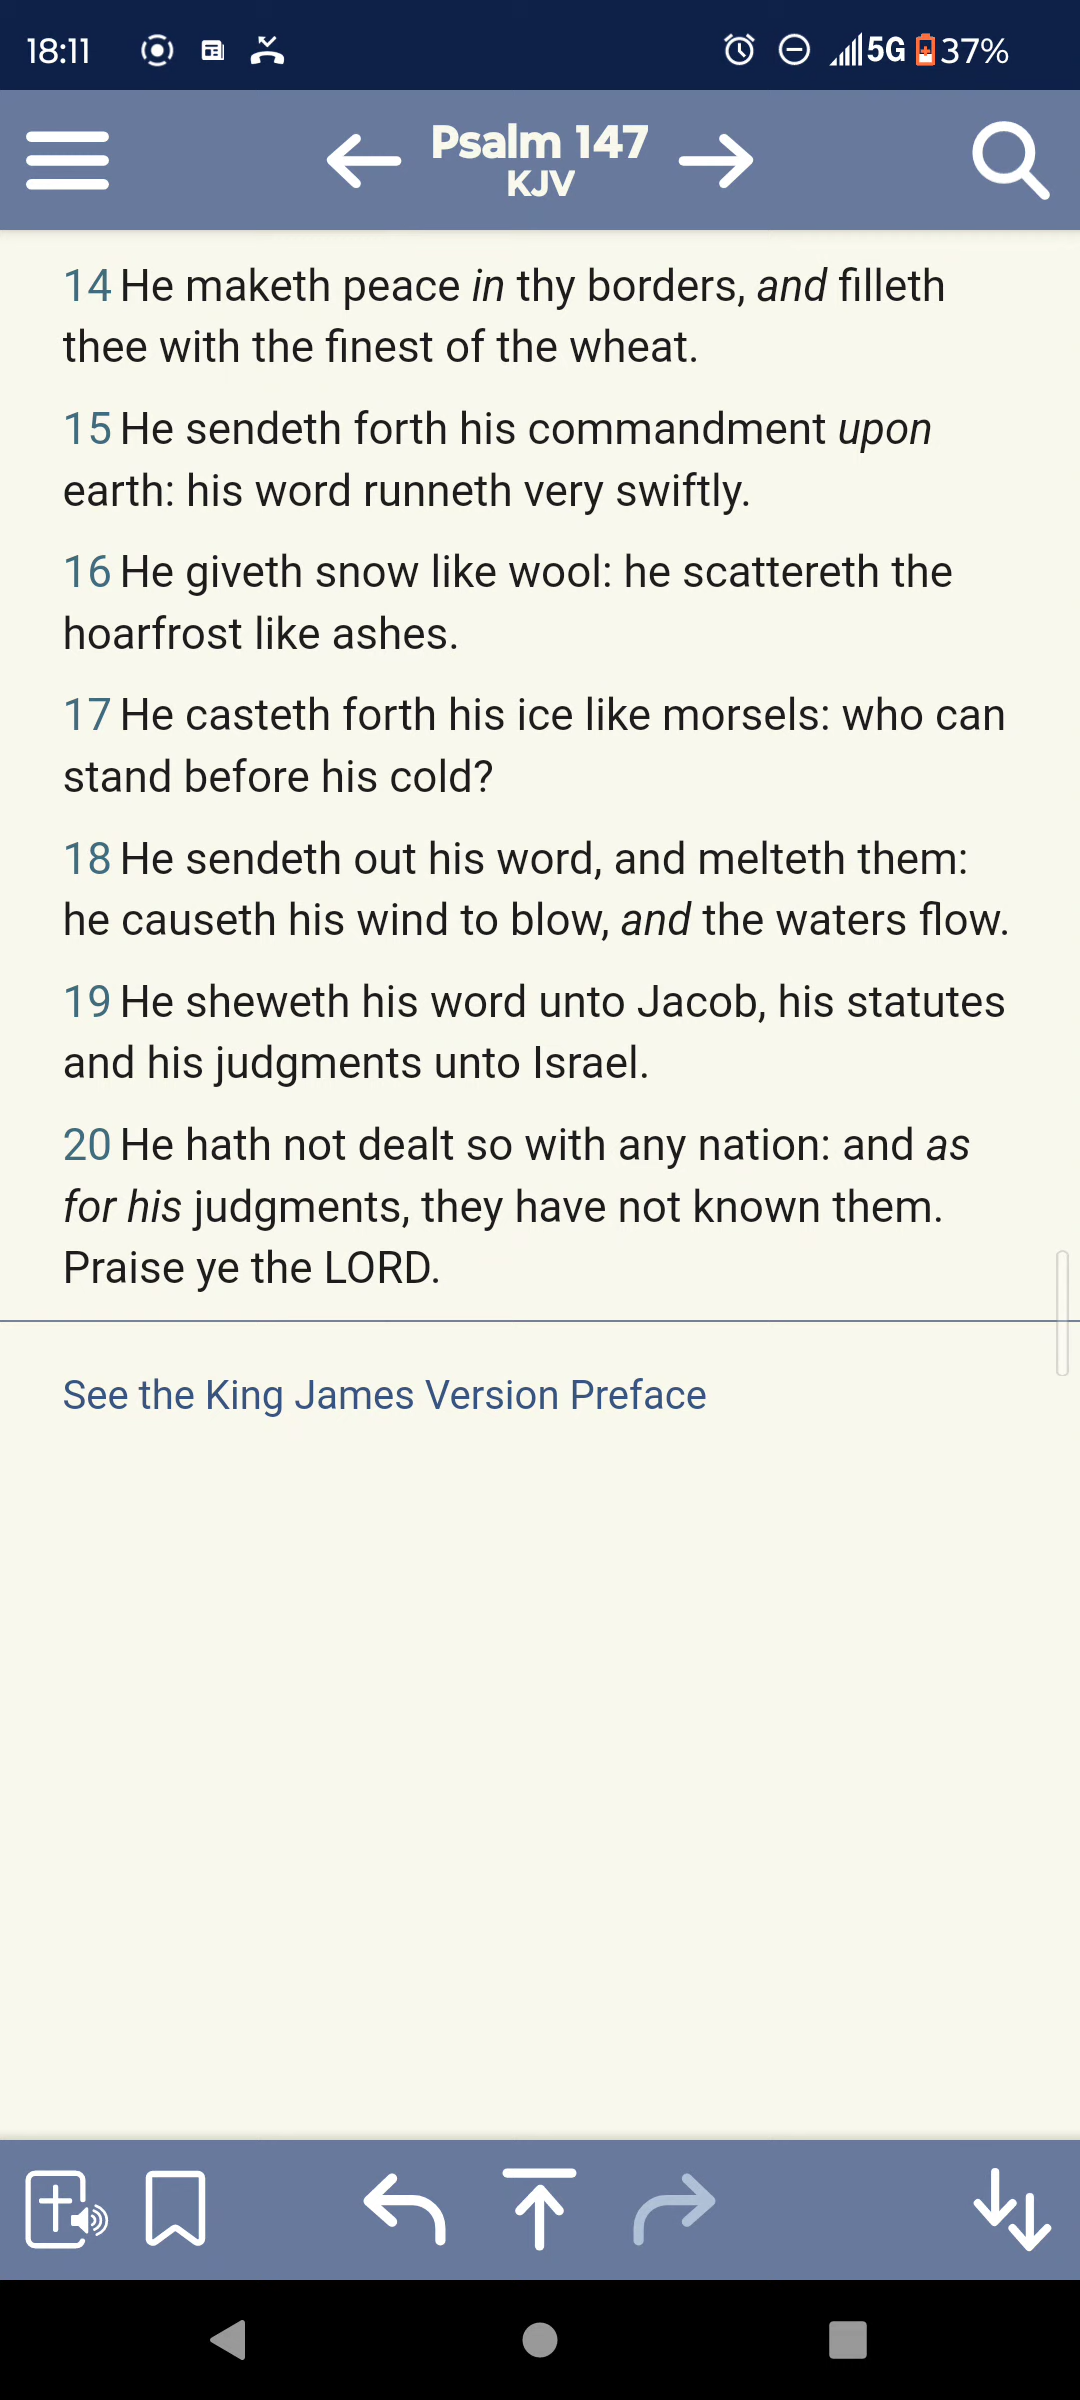 18:11
5G 37%
Psalm 147
KJV
14 He maketh peace in thy borders, and filleth
thee with the finest of the wheat.
15 He sendeth forth his commandment upon
earth: his word runneth very swiftly.
16 He giveth snow like wool: he scattereth the
hoarfrost like ashes.
17 He casteth forth his ice like morsels: who can
stand before his cold?
18 He sendeth out his word, and melteth them:
he causeth his wind to blow, and the waters flow.
19 He sheweth his word unto Jacob, his statutes
and his judgments unto Israel.
20 He hath not dealt so with any nation: and as
for his judgments, they have not known them.
Praise ye the LORD.
See the King James Version Preface